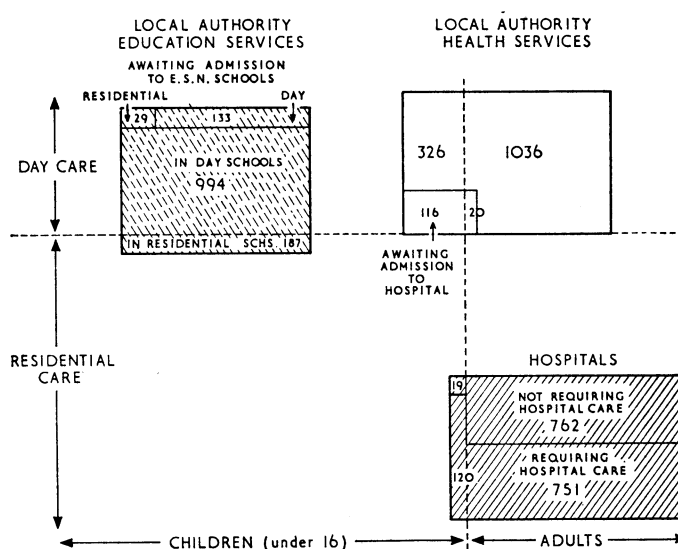 LOCAL AUTHORITY
EDUCATION SERVICES
LOCAL AUTHORITY
HEALTH SERVICES
AWAITING ADMISSION
TO E.S.N. SCHOOLS
RESIDENTIAL
DAY
29
133
DAY CARE
IN DAY SCHOOLS
994
326
1036
116
20
IN RESIDENTIAL SCHS. 187
AWAITING
ADMISSION
TO
HOSPITAL
RESIDENTIAL
CARE
HOSPITALS
19
NOT REQUIRING
HOSPITAL CARE
762
REQUIRING
HOSPITAL CARE
120
751
CHILDREN (under 16)
ADULTS